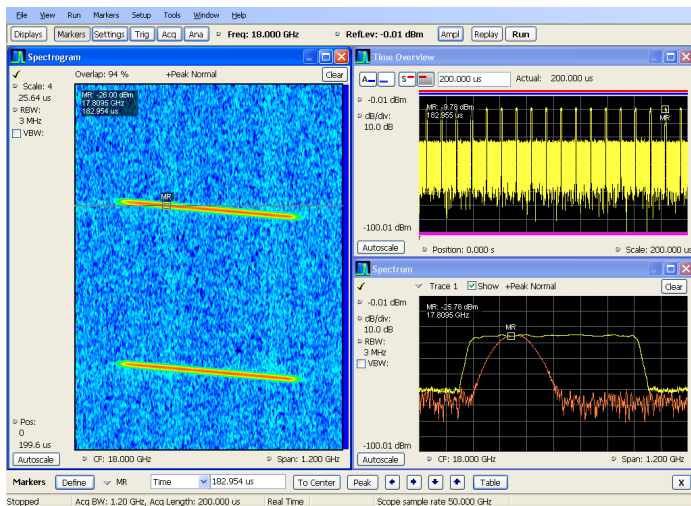 File View Run Markers Setup Tools Window Help
Displays Markers Settings Trig Acq Ana Freq: 18.000 GHz RefLev: -0.01 dBm Ampl Replay Run
Spectrogram
Overlap: 94 % +Peak Normal Clear
Scale: 4
25.64 us
RBW:
3 MHz
VBW:
MR: -26.00 dBm
17.8095 GHz
182.954 us
MR
Pos:
0
199.6 us
Autoscale CF: 18.000 GHz Span: 1.200 GHz
Time Overview
A S 200.000 us Actual: 200.000 us
-0.01 dBm
dB/div:
10.0 dB
MR: -9.78 dBm
182.955 us
MR
-100.01 dBm
Autoscale Position: 0.000 s Scale: 200.000 us
Spectrum
Trace 1 Show +Peak Normal Clear
-0.01 dBm
dB/div:
10.0 dB
RBW:
3 MHz
VBW:
MR: -25.78 dBm
17.8095 GHz
MR
-100.01 dBm
Autoscale CF: 18.000 GHz Span: 1.200 GHz
Markers Define MR Time 182.954 us To Center Peak Table X
Stopped Acq BW: 1.20 GHz, Acq Length: 200.000 us Real Time Scope sample rate 50.000 GHz